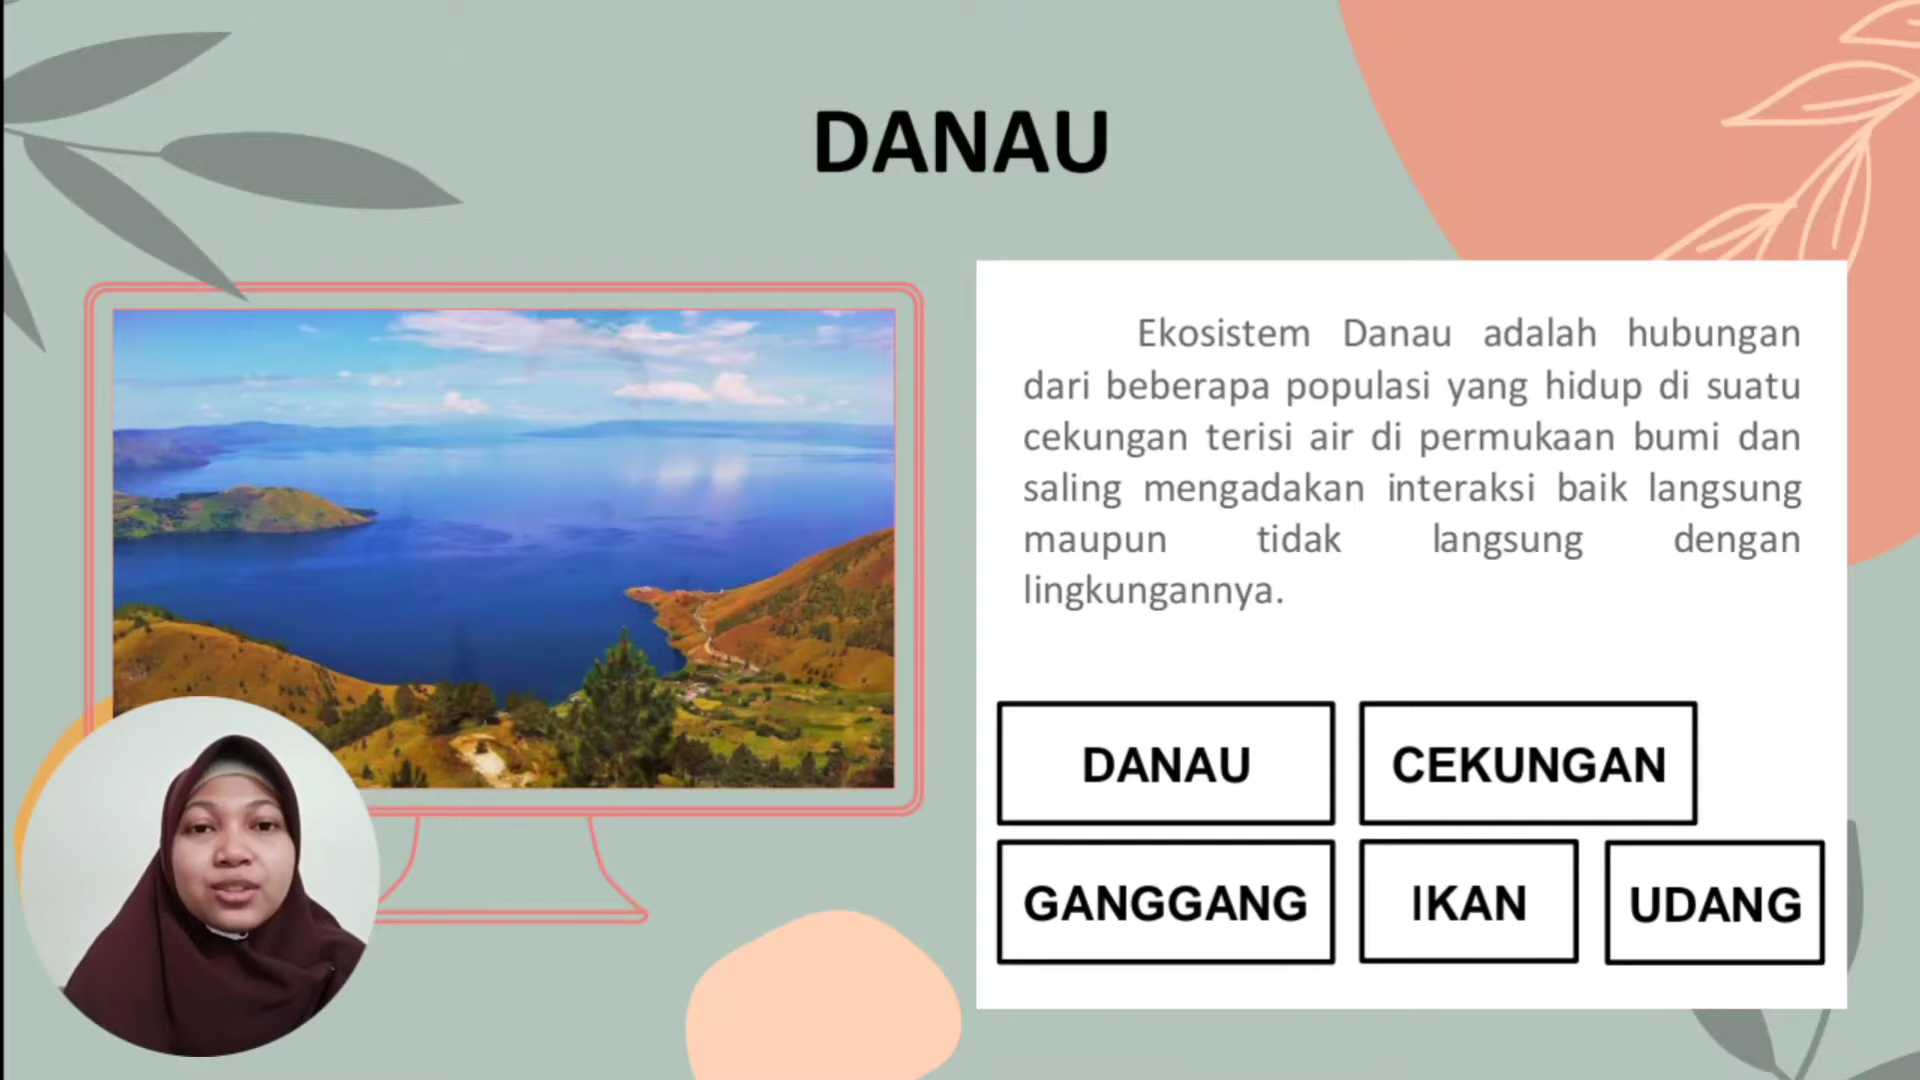 DANAU
Ekosistem Danau adalah hubungan
dari beberapa populasi yang hidup di suatu
cekungan terisi air di permukaan bumi dan
saling mengadakan interaksi baik langsung
maupun tidak langsung dengan
lingkungannya.
DANAU
CEKUNGAN
GANGGANG
IKAN
UDANG